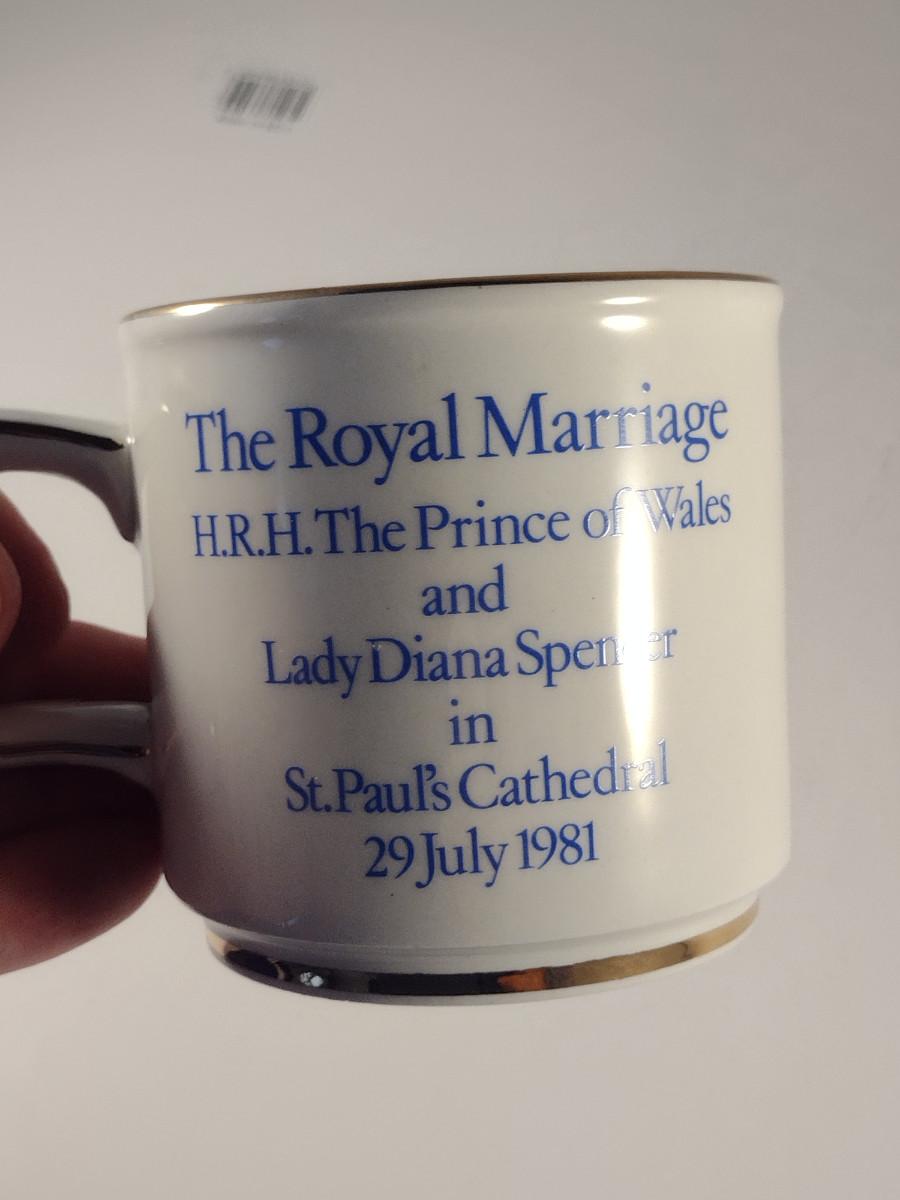 The Royal Marriage
H.R.H. The Prince of Wales
and
Lady Diana Spencer
in
St. Paul's Cathedral
29 July 1981